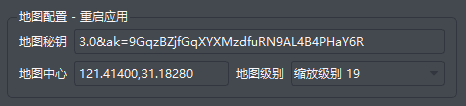 地图配置 - 重启应用
地图秘钥 3.0&ak=9GqzBZjfGqXYXMzdfuRN9AL4B4PHaY6R
地图中心 121.41400,31.18280 地图级别 缩放级别 19